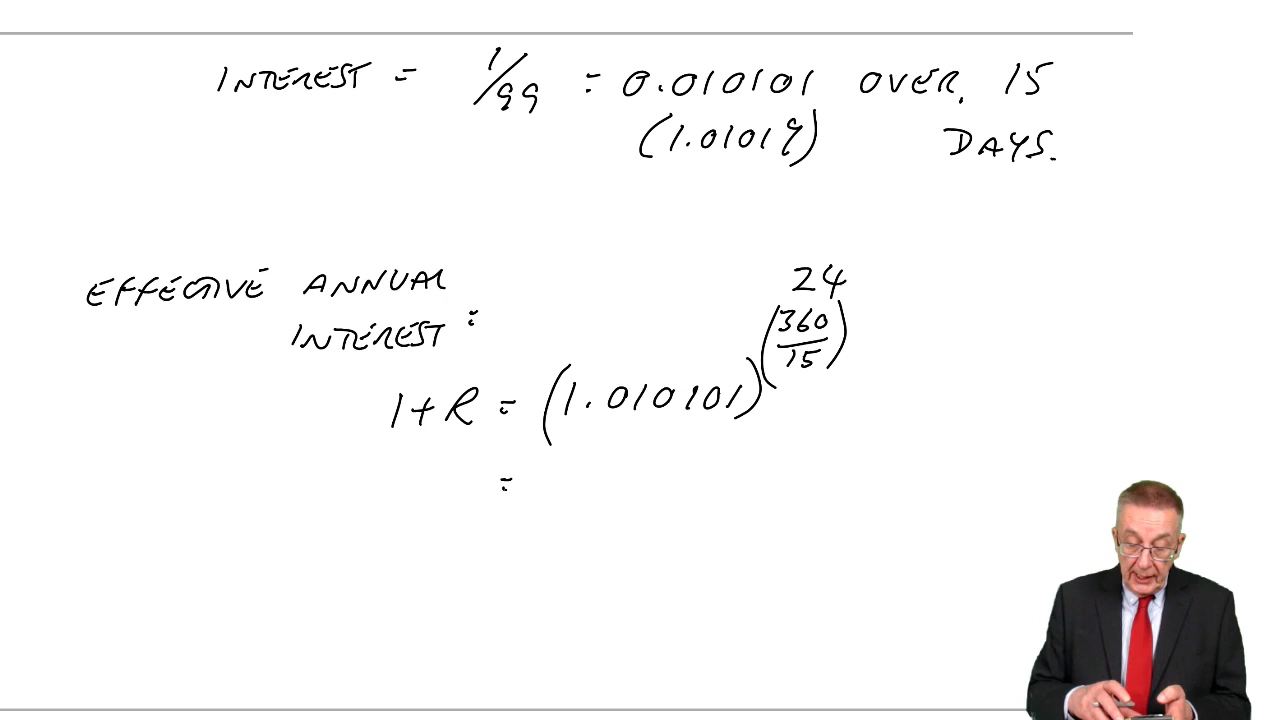 INTEREST = 1/99 = 0.010101 OVER 15
(1.0101%) DAYS.
EFFECTIVE ANNUAL
INTEREST:
24
1+R = (1.010101)^(360/15)
=